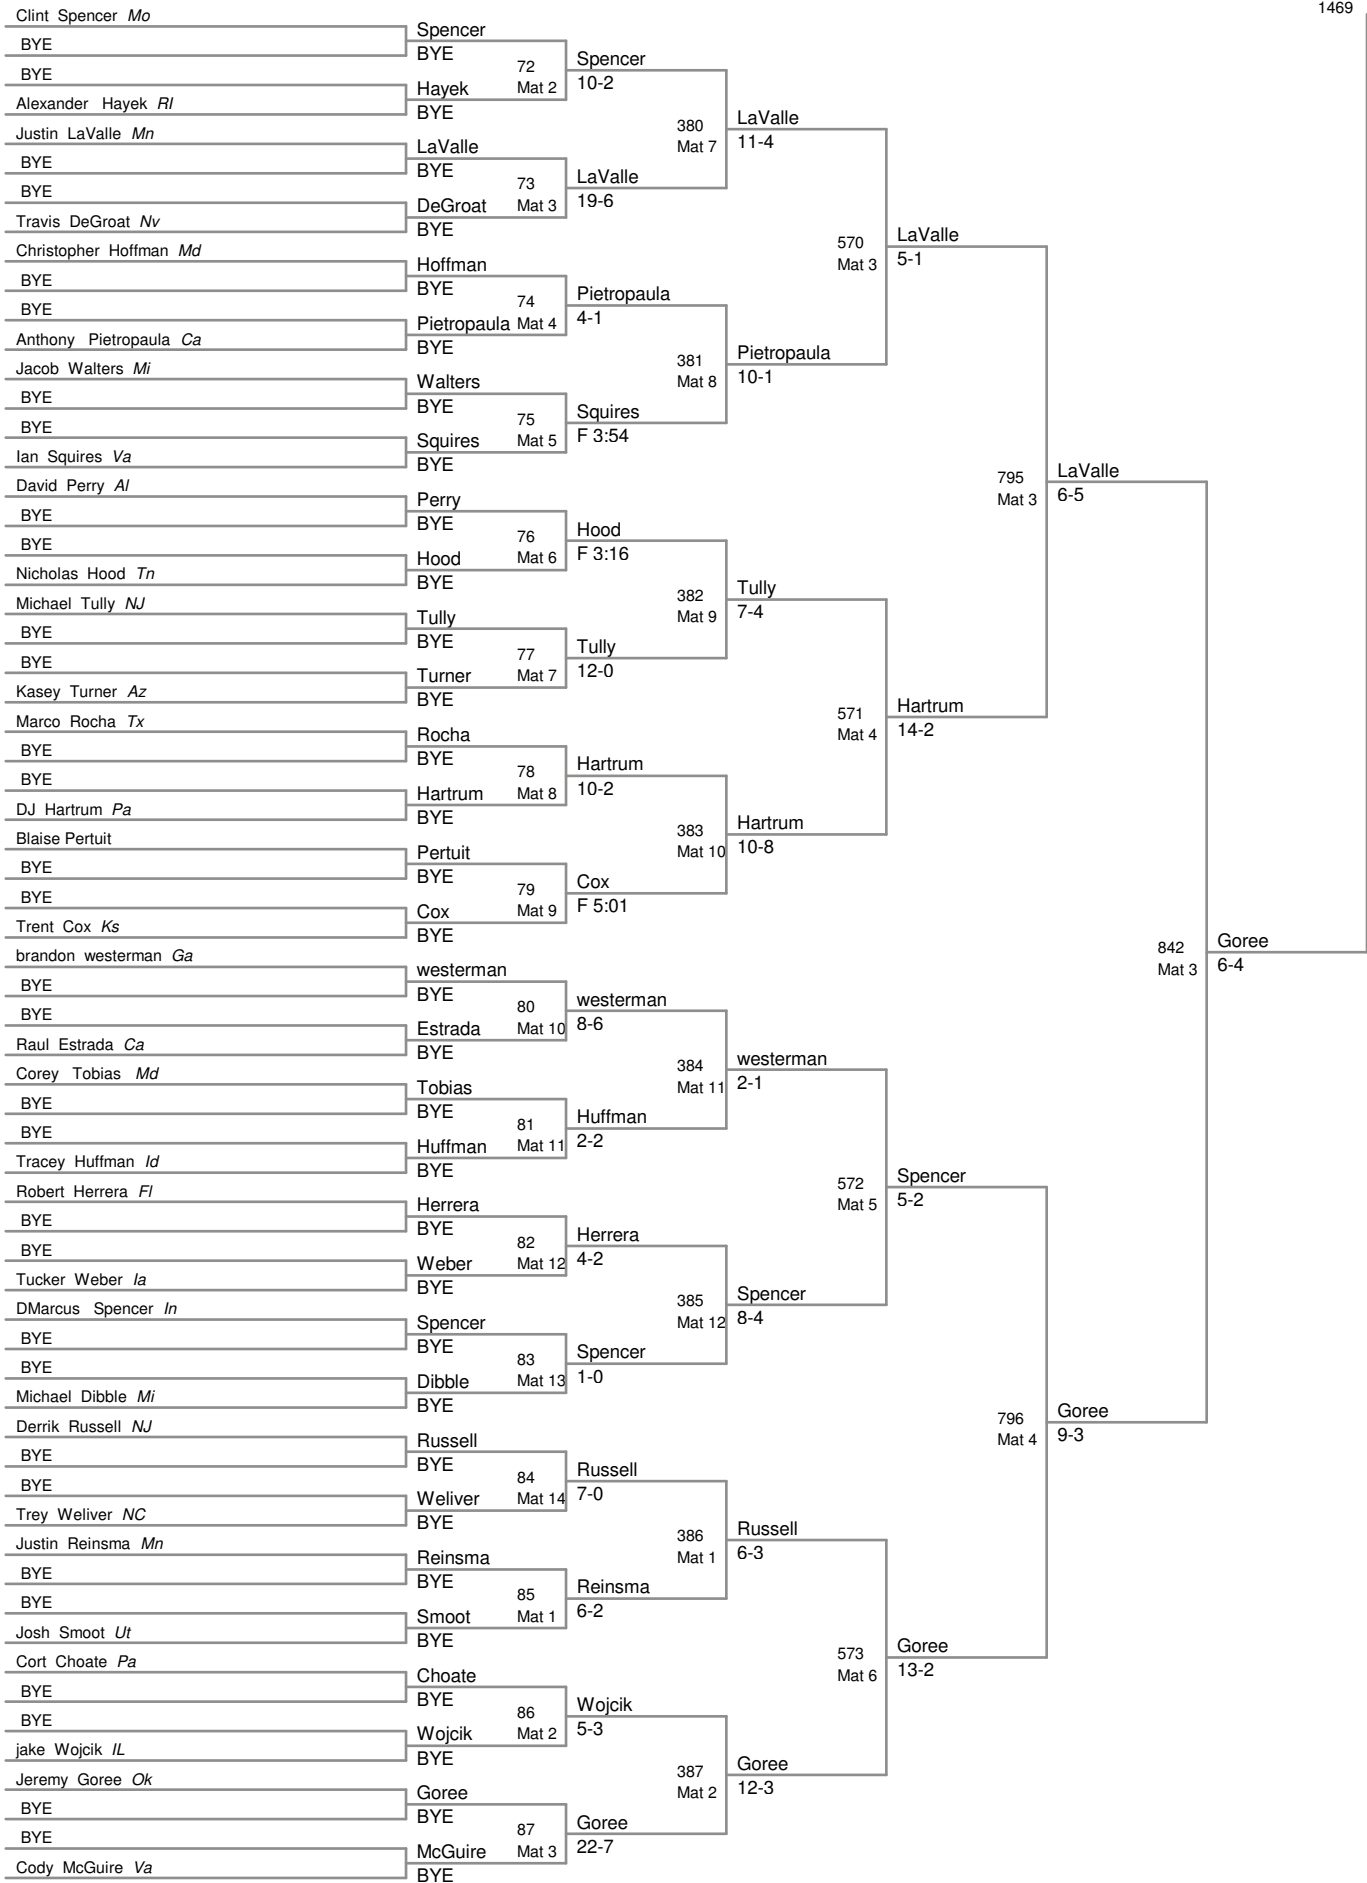 1469
Clint Spencer Mo
BYE
BYE
Alexander Hayek RI
Justin LaValle Mn
BYE
BYE
Travis DeGroat Nv
Christopher Hoffman Md
BYE
BYE
Anthony Pietropaula Ca
Jacob Walters Mi
BYE
BYE
Ian Squires Va
David Perry Al
BYE
BYE
Nicholas Hood Tn
Michael Tully NJ
BYE
BYE
Kasey Turner Az
Marco Rocha Tx
BYE
BYE
DJ Hartrum Pa
Blaise Pertuit
BYE
BYE
Trent Cox Ks
brandon westerman Ga
BYE
BYE
Raul Estrada Ca
Corey Tobias Md
BYE
BYE
Tracey Huffman Id
Robert Herrera Fl
BYE
BYE
Tucker Weber Ia
DMarcus Spencer In
BYE
BYE
Michael Dibble Mi
Derrik Russell NJ
BYE
BYE
Trey Weliver NC
Justin Reinsma Mn
BYE
BYE
Josh Smoot Ut
Cort Choate Pa
BYE
BYE
jake Wojcik IL
Jeremy Goree Ok
BYE
BYE
Cody McGuire Va
Spencer
BYE
72
Mat 2
Hayek
BYE
LaValle
BYE
73
Mat 3
DeGroat
BYE
Hoffman
BYE
74
Mat 4
Pietropaula
BYE
Walters
BYE
75
Mat 5
Squires
BYE
Perry
BYE
76
Mat 6
Hood
BYE
Tully
BYE
77
Mat 7
Turner
BYE
Rocha
BYE
78
Mat 8
Hartrum
BYE
Pertuit
BYE
79
Mat 9
Cox
BYE
westerman
BYE
80
Mat 10
Estrada
BYE
Tobias
BYE
81
Mat 11
Huffman
BYE
Herrera
BYE
82
Mat 12
Weber
BYE
Spencer
BYE
83
Mat 13
Dibble
BYE
Russell
BYE
84
Mat 14
Weliver
BYE
Reinsma
BYE
85
Mat 1
Smoot
BYE
Choate
BYE
86
Mat 2
Wojcik
BYE
Goree
BYE
87
Mat 3
McGuire
BYE
Spencer
10-2
380
Mat 7
LaValle
19-6
Pietropaula
4-1
381
Mat 8
Squires
F 3:54
Hood
F 3:16
382
Mat 9
Tully
12-0
Hartrum
10-2
383
Mat 10
Cox
F 5:01
westerman
8-6
384
Mat 11
Huffman
2-2
Herrera
4-2
385
Mat 12
Spencer
1-0
Russell
7-0
386
Mat 1
Reinsma
6-2
Wojcik
5-3
387
Mat 2
Goree
22-7
LaValle
11-4
570
Mat 3
Pietropaula
10-1
Tully
7-4
571
Mat 4
Hartrum
10-8
westerman
2-1
572
Mat 5
Spencer
8-4
Russell
6-3
573
Mat 6
Goree
12-3
LaValle
5-1
795
Mat 3
Hartrum
14-2
Spencer
5-2
796
Mat 4
Goree
13-2
LaValle
6-5
842
Mat 3
Goree
9-3
Goree
6-4